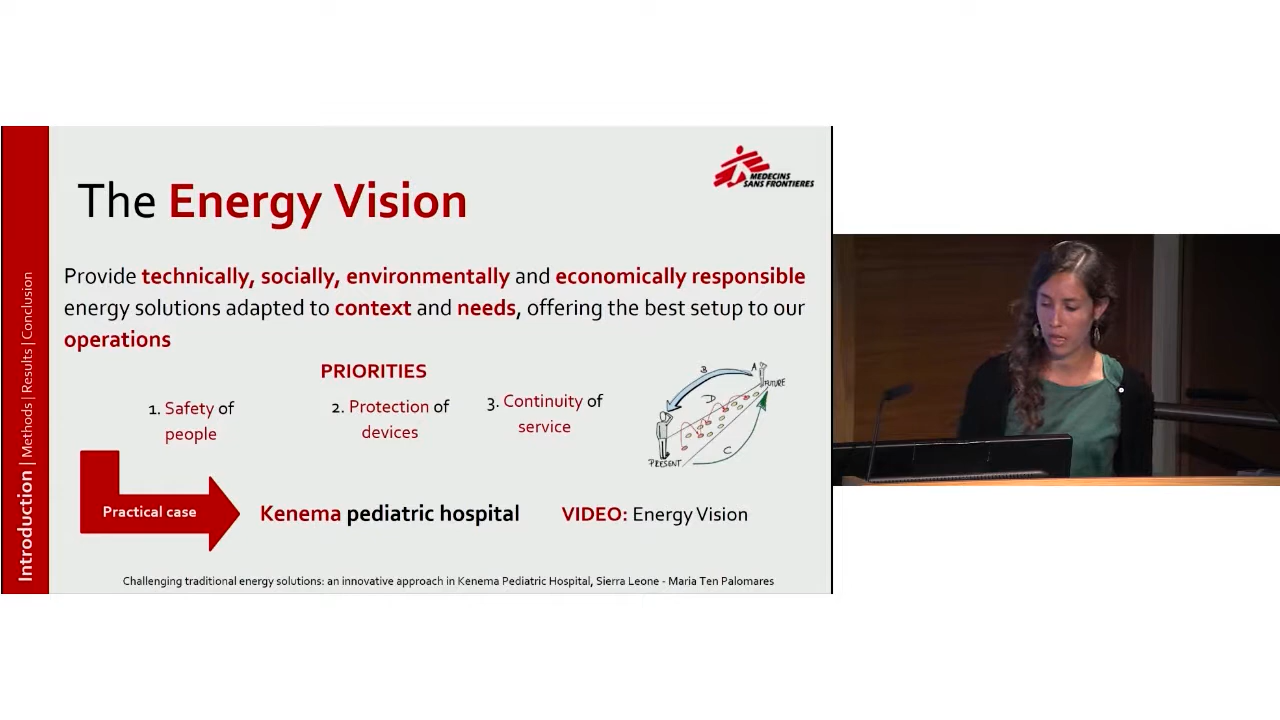 MEDECINS
SANS FRONTIERES
The Energy Vision
Provide technically, socially, environmentally and economically responsible
energy solutions adapted to context and needs, offering the best setup to our
operations
PRIORITIES
1. Safety of
people
2. Protection of
devices
3. Continuity of
service
B
A
FUTURE
D
C
PRESENT
Practical case
Kenema pediatric hospital
VIDEO: Energy Vision
Introduction | Methods | Results | Conclusion
Challenging traditional energy solutions: an innovative approach in Kenema Pediatric Hospital, Sierra Leone - Maria Ten Palomares